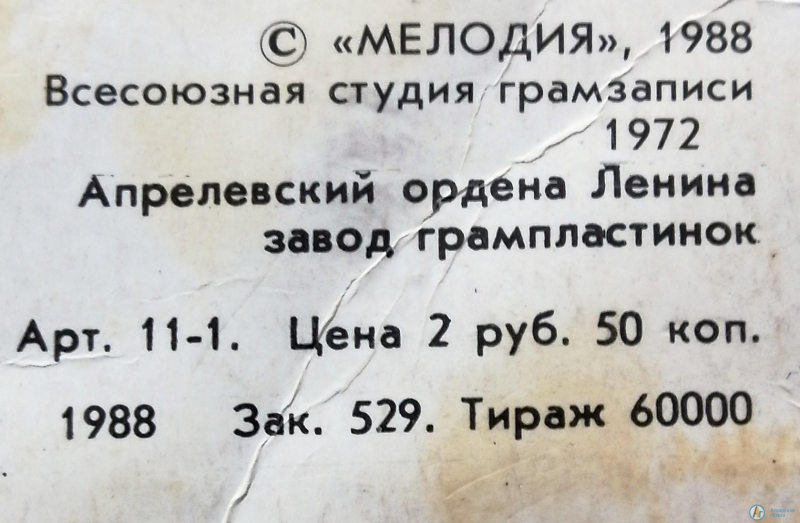 © «МЕЛОДИЯ», 1988
Всесоюзная студия грамзаписи
1972
Апрелевский ордена Ленина
завод грампластинок
Арт. 11-1. Цена 2 руб. 50 коп.
1988 Зак. 529. Тираж 60000